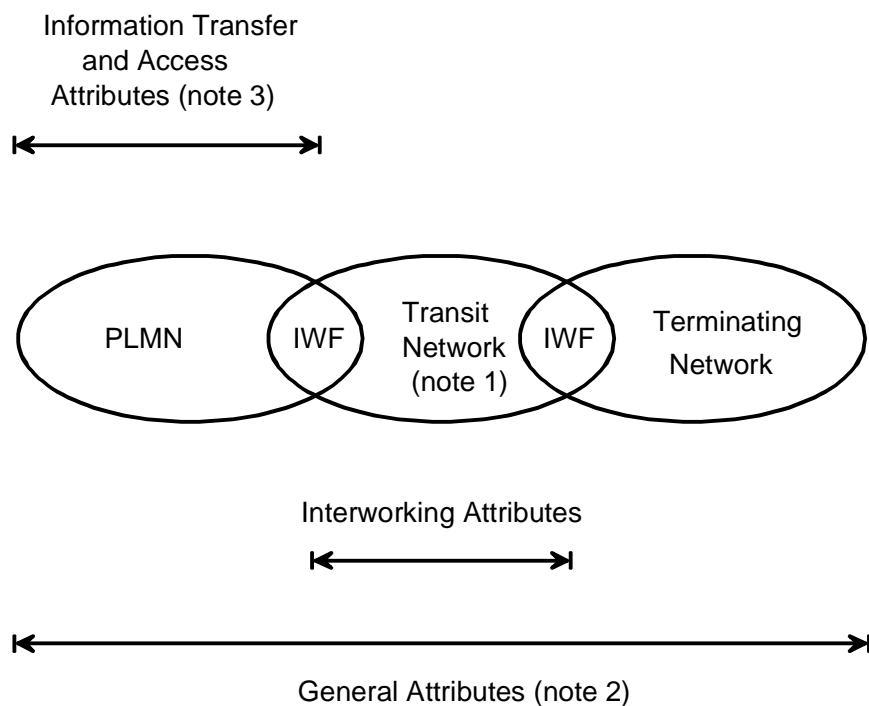 Information Transfer
and Access
Attributes (note 3)
PLMN
IWF
Transit
Network
(note 1)
IWF
Terminating
Network
Interworking Attributes
General Attributes (note 2)